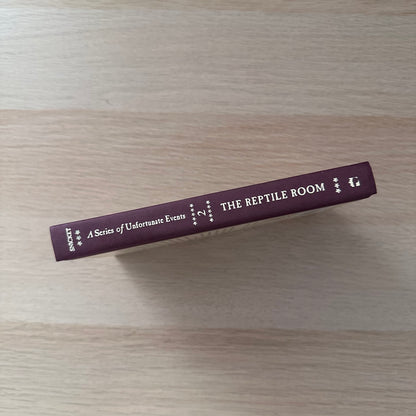 SNICKET
A Series of Unfortunate Events
2
THE REPTILE ROOM